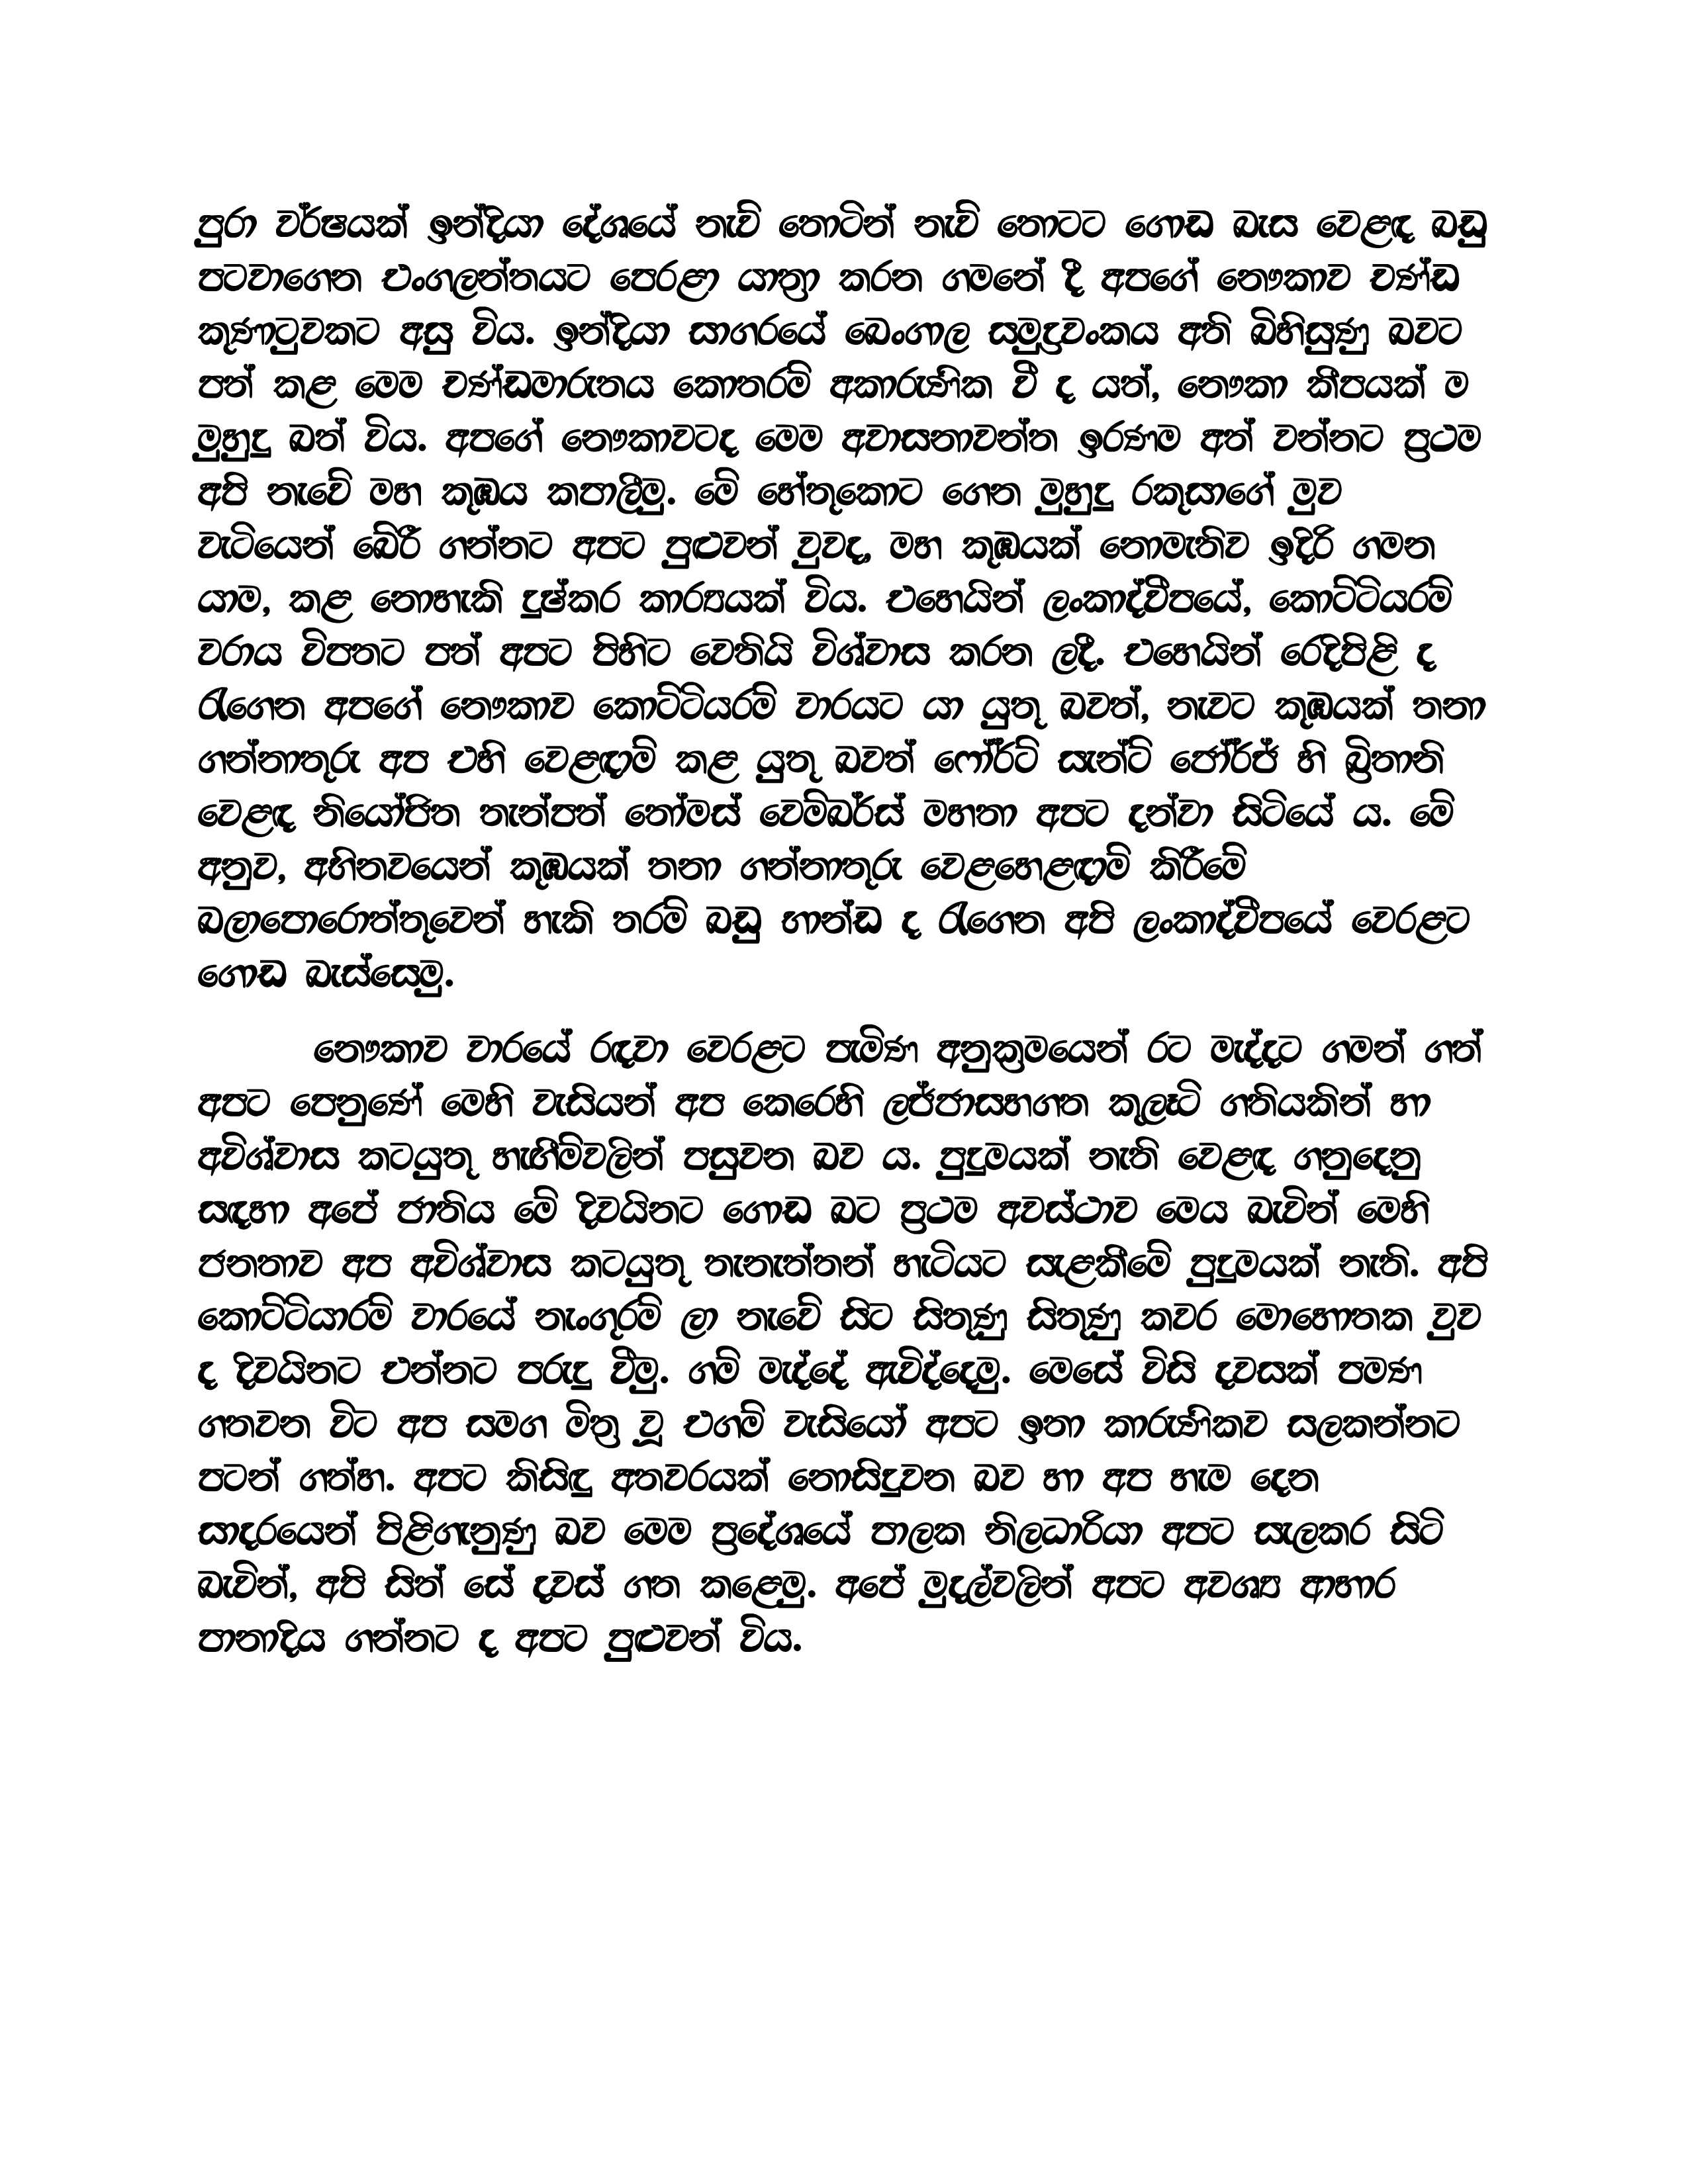 පුරා වර්ෂයක් ඉන්දියා දේශයේ නැව් තොටින් නැව් තොටට ගොඩ බැස වෙළඳ බඩු
පටවාගෙන එංගලන්තයට පෙරළා යාත්‍රා කරන ගමනේ දී අපගේ නෞකාව චණ්ඩ
කුණාටුවකට අසු විය. ඉන්දියා සාගරයේ බෙංගාල සමුද්‍රවංකය අති බිහිසුණු බවට
පත් කළ මෙම චණ්ඩමාරුතය කොතරම් අකාරුණික වී ද යත්, නෞකා කීපයක් ම
මුහුදු බත් විය. අපගේ නෞකාවටද මෙම අවාසනාවන්ත ඉරණම අත් වන්නට ප්‍රථම
අපි නැවේ මහ කුඹය කපාලීමු. මේ හේතුකොට ගෙන මුහුදු රකුසාගේ මුව
වැටියෙන් බේරී ගන්නට අපට පුළුවන් වුවද, මහ කුඹයක් නොමැතිව ඉදිරි ගමන
යාම, කළ නොහැකි දුෂ්කර කාර්‍යයක් විය. එහෙයින් ලංකාද්වීපයේ, කොට්ටියරම්
වරාය විපතට පත් අපට පිහිට වෙතියි විශ්වාස කරන ලදී. එහෙයින් රෙදිපිළි ද
රැගෙන අපගේ නෞකාව කොට්ටියරම් වාරයට යා යුතු බවත්, නැවට කුඹයක් තනා
ගන්නාතුරු අප එහි වෙළඳාම් කළ යුතු බවත් ෆෝර්ට් සැන්ට් ජෝර්ජ් හි බ්‍රිතානි
වෙළඳ නියෝජිත තැන්පත් තෝමස් වෙම්බර්ස් මහතා අපට දන්වා සිටියේ ය. මේ
අනුව, අභිනවයෙන් කුඹයක් තනා ගන්නාතුරු වෙළහෙළඳාම් කිරීමේ
බලාපොරොත්තුවෙන් හැකි තරම් බඩු භාන්ඩ ද රැගෙන අපි ලංකාද්වීපයේ වෙරළට
ගොඩ බැස්සෙමු.
නෞකාව වාරයේ රඳවා වෙරළට පැමිණ අනුක්‍රමයෙන් රට මැද්දට ගමන් ගත්
අපට පෙනුණේ මෙහි වැසියන් අප කෙරෙහි ලජ්ජාසහගත කුලෑටි ගතියකින් හා
අවිශ්වාස කටයුතු හැඟීම්වලින් පසුවන බව ය. පුදුමයක් නැති වෙළඳ ගනුදෙනු
සඳහා අපේ ජාතිය මේ දිවයිනට ගොඩ බට ප්‍රථම අවස්ථාව මෙය බැවින් මෙහි
ජනතාව අප අවිශ්වාස කටයුතු තැනැත්තන් හැටියට සැළකීමේ පුදුමයක් නැති. අපි
කොට්ටියාරම් වාරයේ නැංගුරම් ලා නැවේ සිට සිතුණු සිතුණු කවර මොහොතක වුව
ද දිවයිනට එන්නට පරුදු වීමු. ගම් මැද්දේ ඇවිද්දෙමු. මෙසේ විසි දවසක් පමණ
ගතවන විට අප සමග මිත්‍ර වූ එගම් වැසියෝ අපට ඉතා කාරුණිකව සලකන්නට
පටන් ගත්හ. අපට කිසිඳු අතවරයක් නොසිදුවන බව හා අප හැම දෙන
සාදරයෙන් පිළිගැනුණු බව මෙම ප්‍රදේශයේ පාලක නිලධාරියා අපට සැලකර සිටි
බැවින්, අපි සිත් සේ දවස් ගත කළෙමු. අපේ මුදල්වලින් අපට අවශ්‍ය ආහාර
පානාදිය ගන්නට ද අපට පුළුවන් විය.